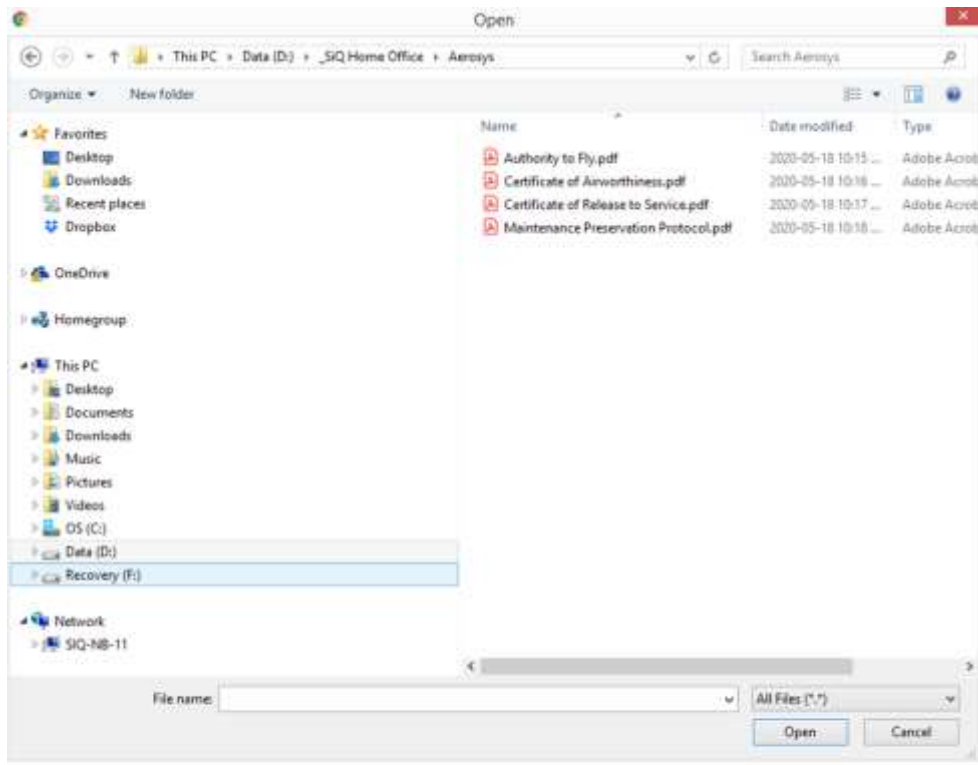 Open
This PC › Data (D:) › _SiQ Home Office › Aerosys
Search Aerosys
Organize
New folder
Name
Date modified
Type
Authority to Fly.pdf
2020-05-18 10:15 ...
Adobe Acrob
Certificate of Airworthiness.pdf
2020-05-18 10:16 ...
Adobe Acrob
Certificate of Release to Service.pdf
2020-05-18 10:17 ...
Adobe Acrob
Maintenance Preservation Protocol.pdf
2020-05-18 10:18 ...
Adobe Acrob
Favorites
Desktop
Downloads
Recent places
Dropbox
OneDrive
Homegroup
This PC
Desktop
Documents
Downloads
Music
Pictures
Videos
OS (C:)
Data (D:)
Recovery (F:)
Network
SIQ-NB-11
File name:
All Files (*.*)
Open
Cancel